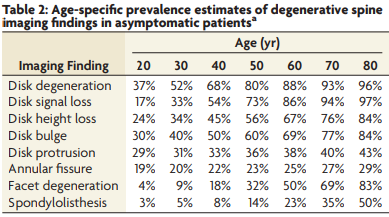 Table 2: Age-specific prevalence estimates of degenerative spine
imaging findings in asymptomatic patientsa
Age (yr)
Imaging Finding 20 30 40 50 60 70 80
Disk degeneration 37% 52% 68% 80% 88% 93% 96%
Disk signal loss 17% 33% 54% 73% 86% 94% 97%
Disk height loss 24% 34% 45% 56% 67% 76% 84%
Disk bulge 30% 40% 50% 60% 69% 77% 84%
Disk protrusion 29% 31% 33% 36% 38% 40% 43%
Annular fissure 19% 20% 22% 23% 25% 27% 29%
Facet degeneration 4% 9% 18% 32% 50% 69% 83%
Spondylolisthesis 3% 5% 8% 14% 23% 35% 50%